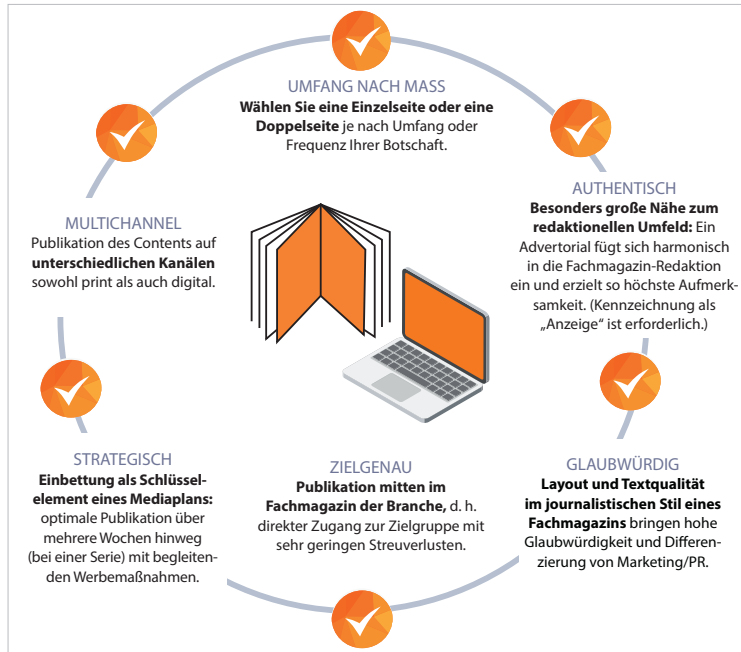 UMFANG NACH MASS
Wählen Sie eine Einzelseite oder eine
Doppelseite je nach Umfang oder
Frequenz Ihrer Botschaft.
AUTHENTISCH
Besonders große Nähe zum
redaktionellen Umfeld: Ein
Advertorial fügt sich harmonisch
in die Fachmagazin-Redaktion
ein und erzielt so höchste Aufmerk-
samkeit. (Kennzeichnung als
„Anzeige“ ist erforderlich.)
GLAUBWÜRDIG
Layout und Textqualität
im journalistischen Stil eines
Fachmagazins bringen hohe
Glaubwürdigkeit und Differen-
zierung von Marketing/PR.
ZIELGENAU
Publikation mitten im
Fachmagazin der Branche, d. h.
direkter Zugang zur Zielgruppe mit
sehr geringen Streuverlusten.
STRATEGISCH
Einbettung als Schlüssel-
element eines Mediaplans:
optimale Publikation über
mehrere Wochen hinweg
(bei einer Serie) mit begleiten-
den Werbemaßnahmen.
MULTICHANNEL
Publikation des Contents auf
unterschiedlichen Kanälen
sowohl print als auch digital.